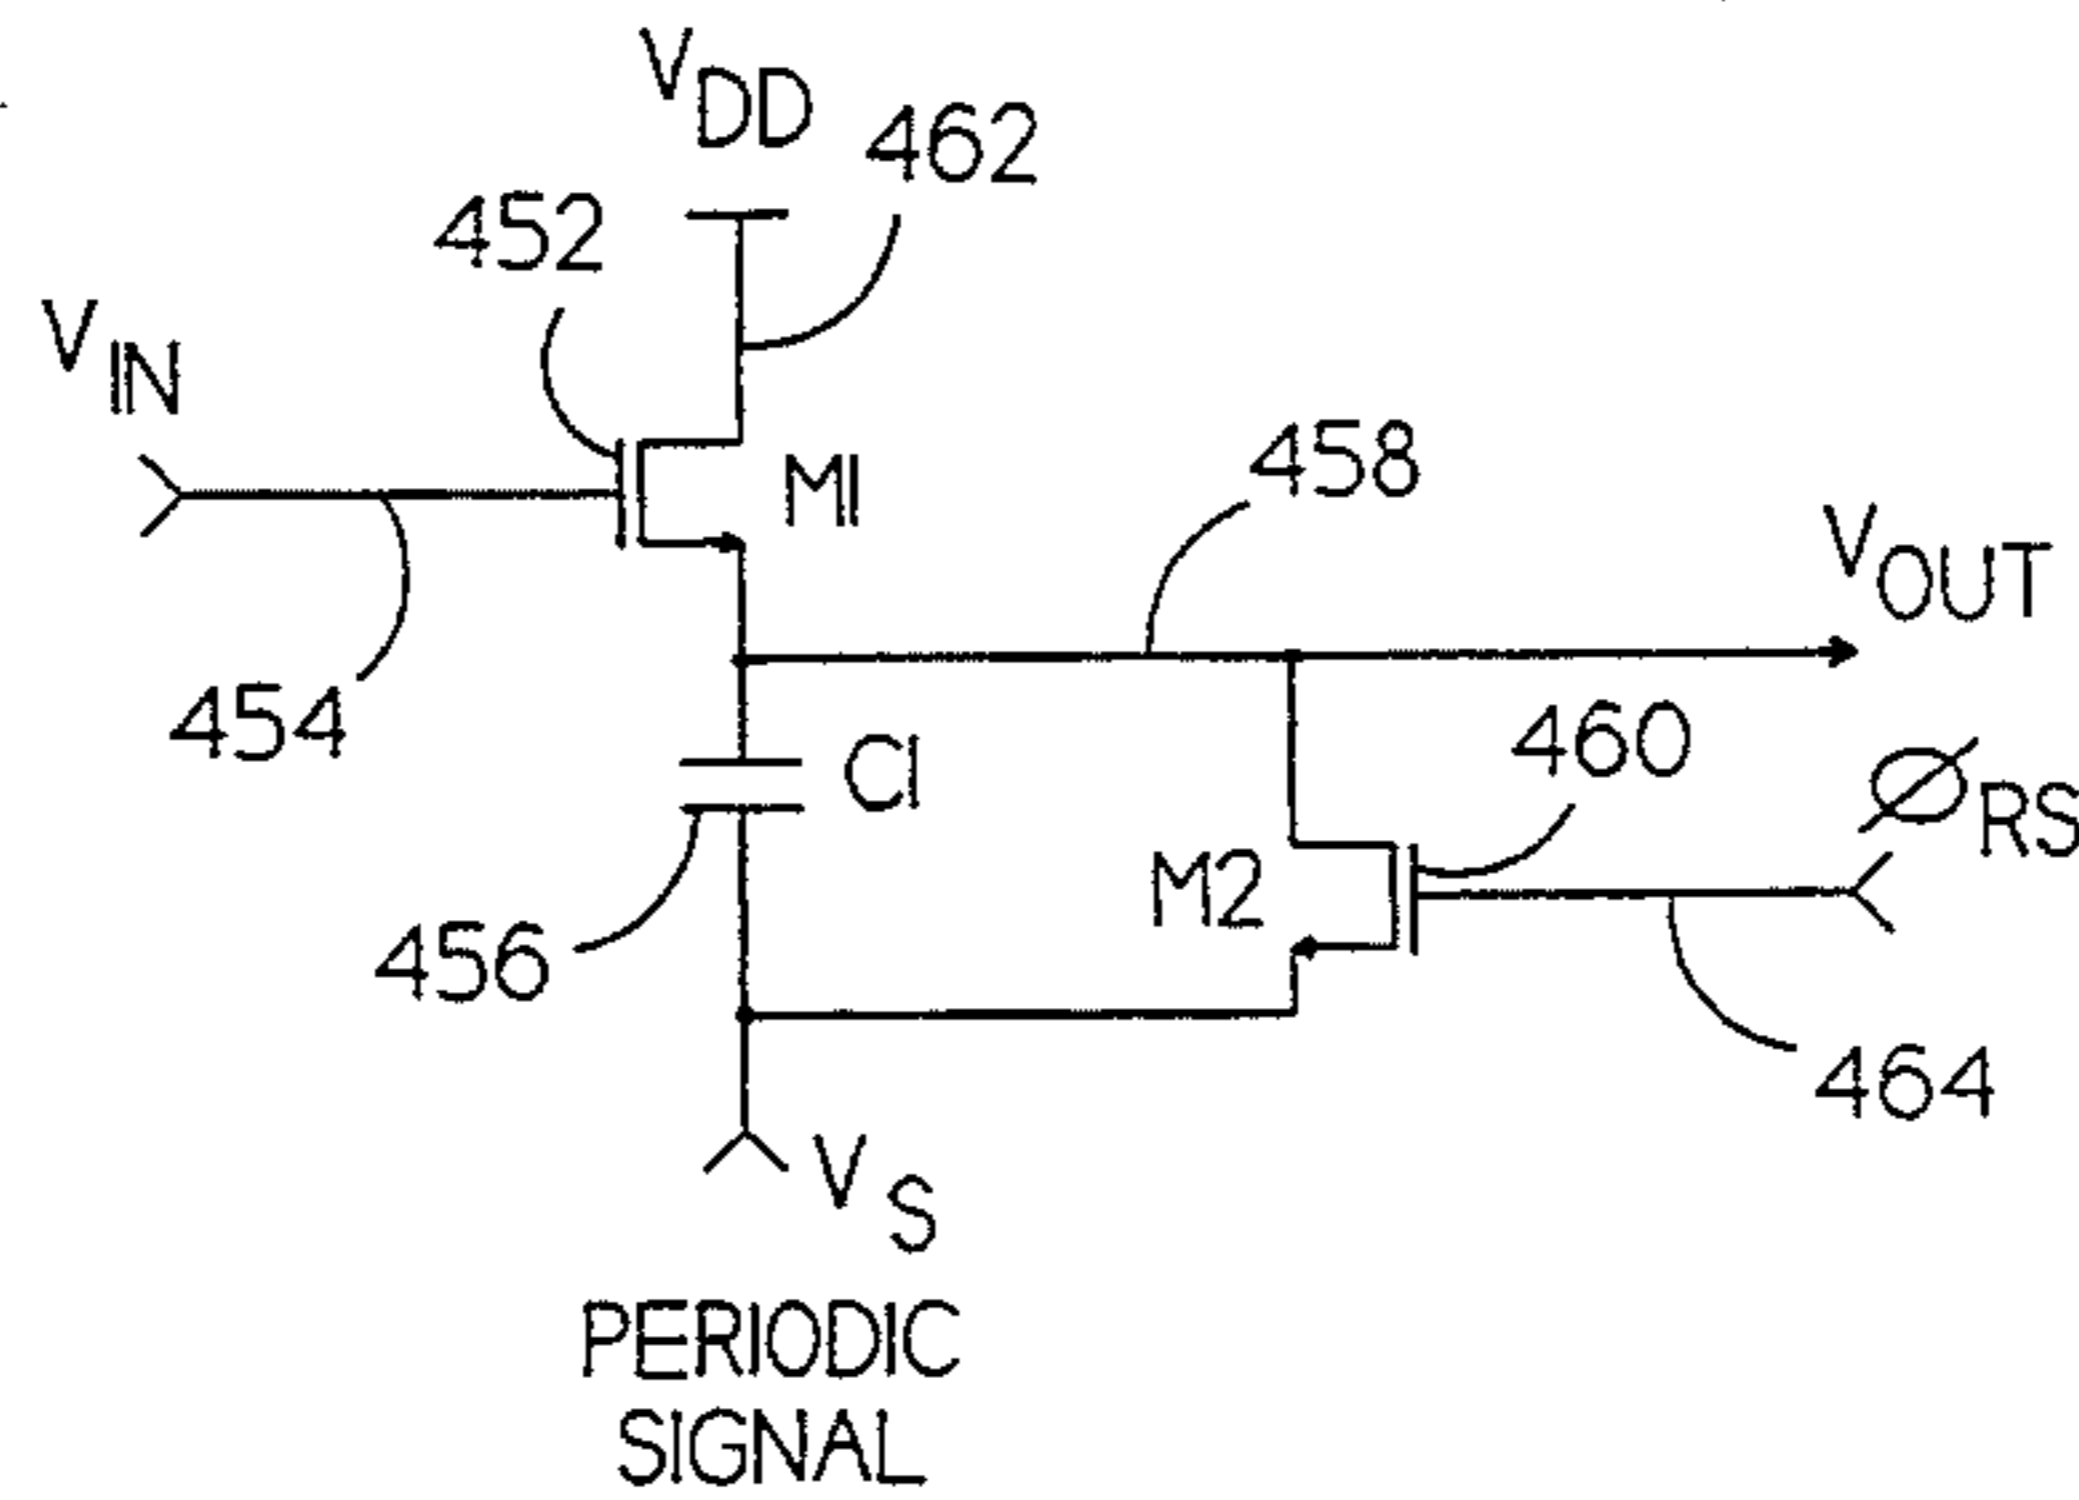 VDD
462
452
VIN
M1
458
VOUT
454
C1
460
ØRS
M2
456
464
VS
PERIODIC
SIGNAL